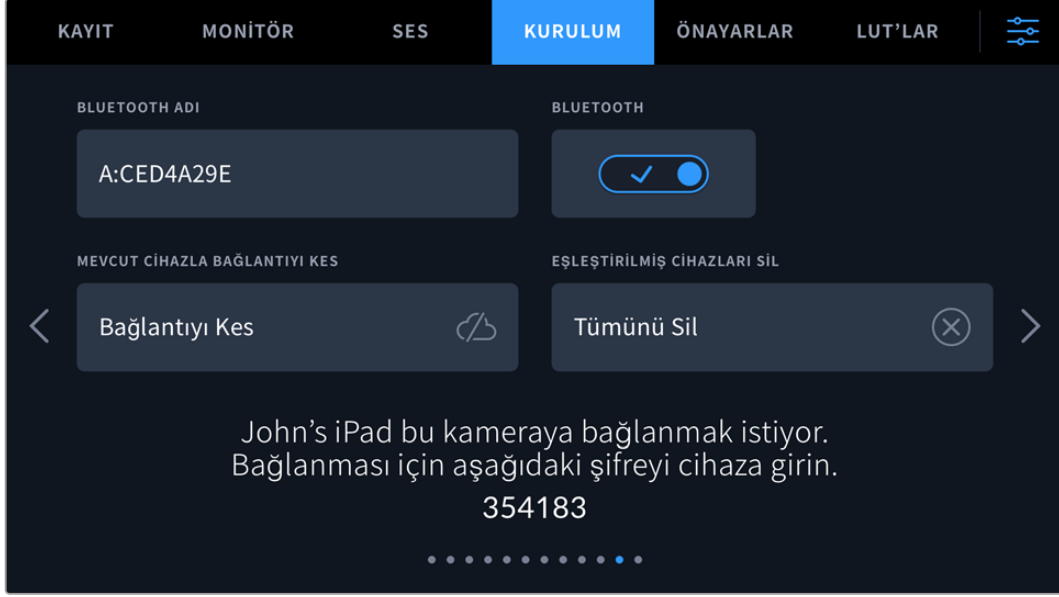 KAYIT MONİTÖR SES KURULUM ÖNAYARLAR LUT’LAR
BLUETOOTH ADI BLUETOOTH
A:CED4A29E
MEVCUT CİHAZLA BAĞLANTIYI KES EŞLEŞTİRİLMİŞ CİHAZLARI SİL
Bağlantıyı Kes Tümünü Sil
John’s iPad bu kameraya bağlanmak istiyor.
Bağlanması için aşağıdaki şifreyi cihaza girin.
354183